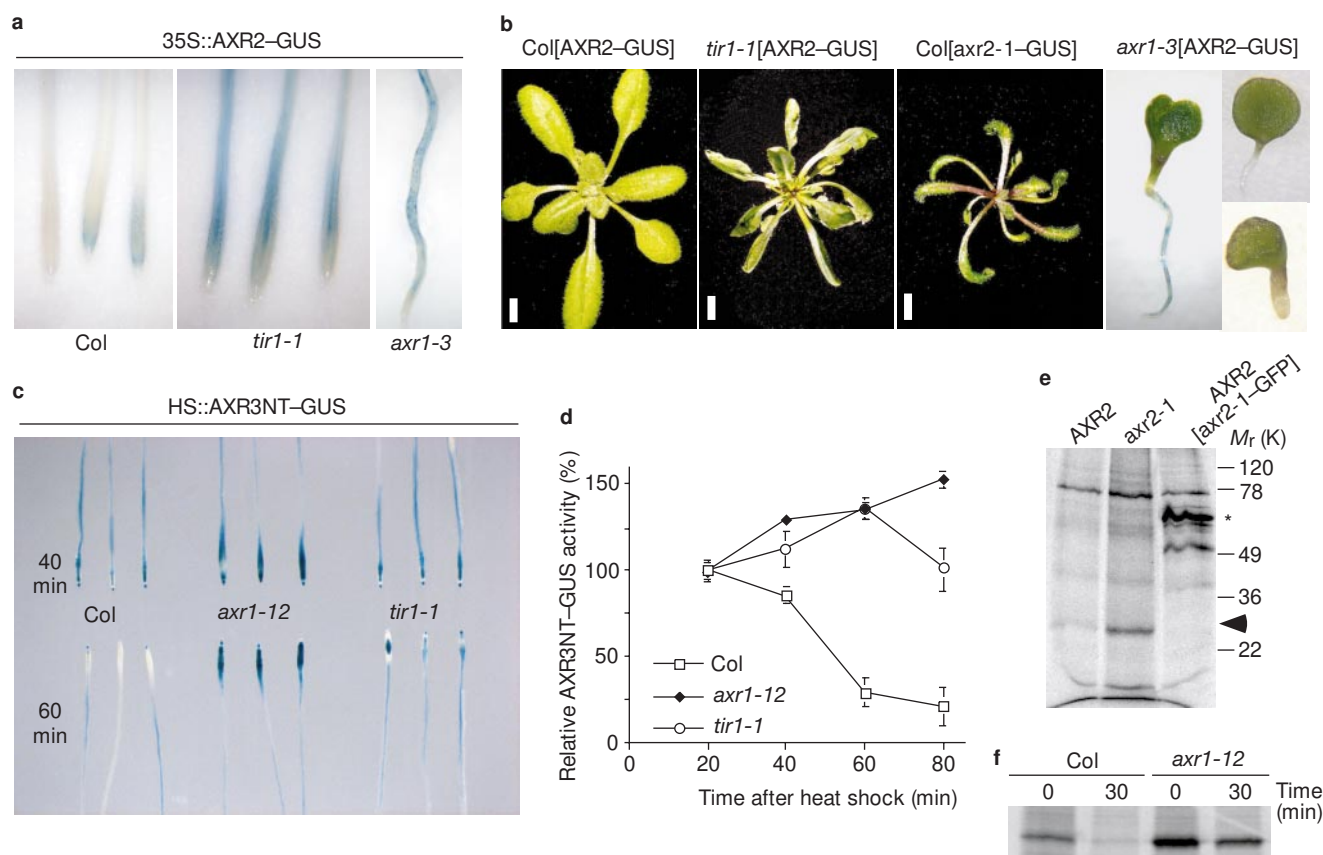 a
35S::AXR2–GUS
Col
tir1-1
axr1-3
b
Col[AXR2–GUS]
tir1-1[AXR2–GUS]
Col[axr2-1–GUS]
axr1-3[AXR2–GUS]
c
HS::AXR3NT–GUS
40
min
Col
axr1-12
tir1-1
60
min
d
Relative AXR3NT–GUS activity (%)
150
100
50
0
Col
axr1-12
tir1-1
0
20
40
60
80
Time after heat shock (min)
e
AXR2
axr2-1
AXR2
[axr2-1–GFP]
Mr (K)
120
78
*
49
36
22
f
Col
axr1-12
0
30
0
30
Time
(min)